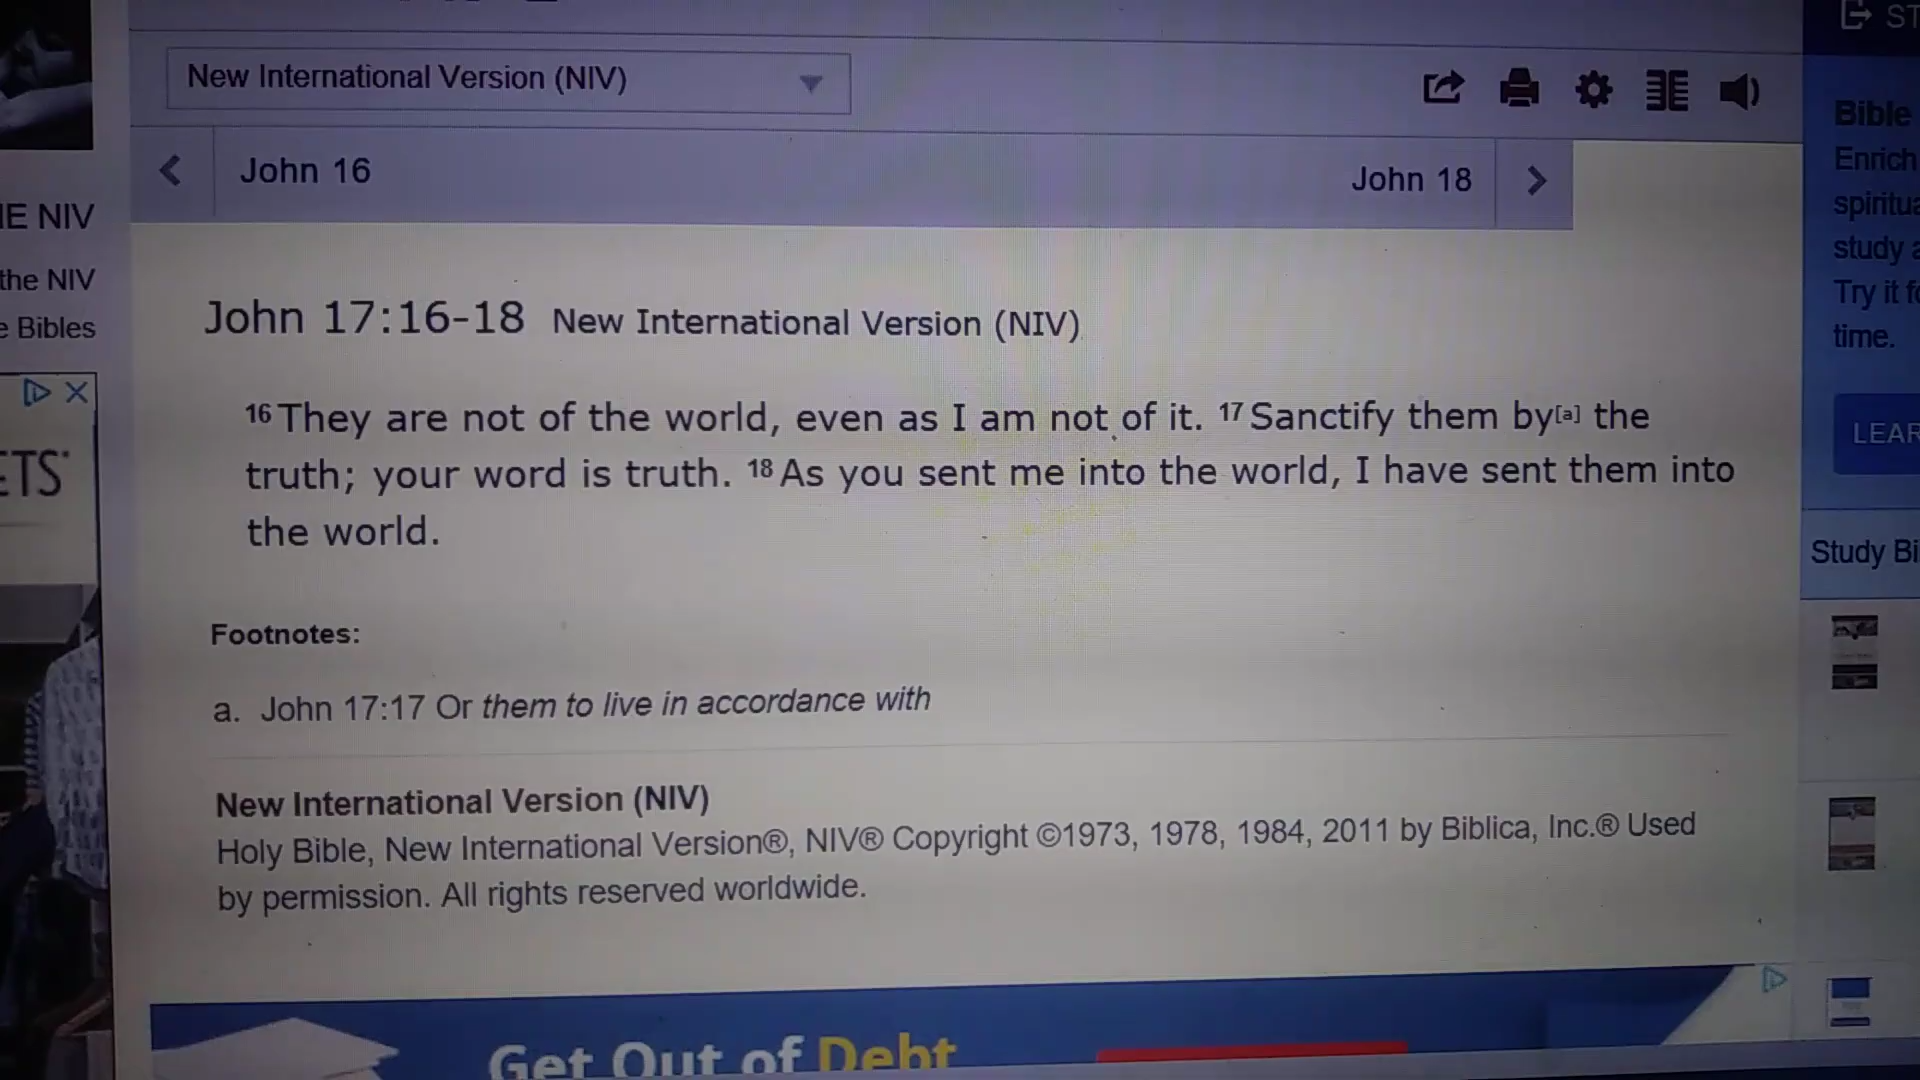 ST
New International Version (NIV)
John 16
John 18
Bible
Enrich
study
Try it
time.
LEAR
Study Bi
E NIV
the NIV
Bibles
ETS
John 17:16-18 New International Version (NIV)
16 They are not of the world, even as I am not of it. 17 Sanctify them by[a] the
truth; your word is truth. 18 As you sent me into the world, I have sent them into
the world.
Footnotes:
a. John 17:17 Or them to live in accordance with
New International Version (NIV)
Holy Bible, New International Version®, NIV® Copyright ©1973, 1978, 1984, 2011 by Biblica, Inc.® Used
by permission. All rights reserved worldwide.
Get Out of Debt